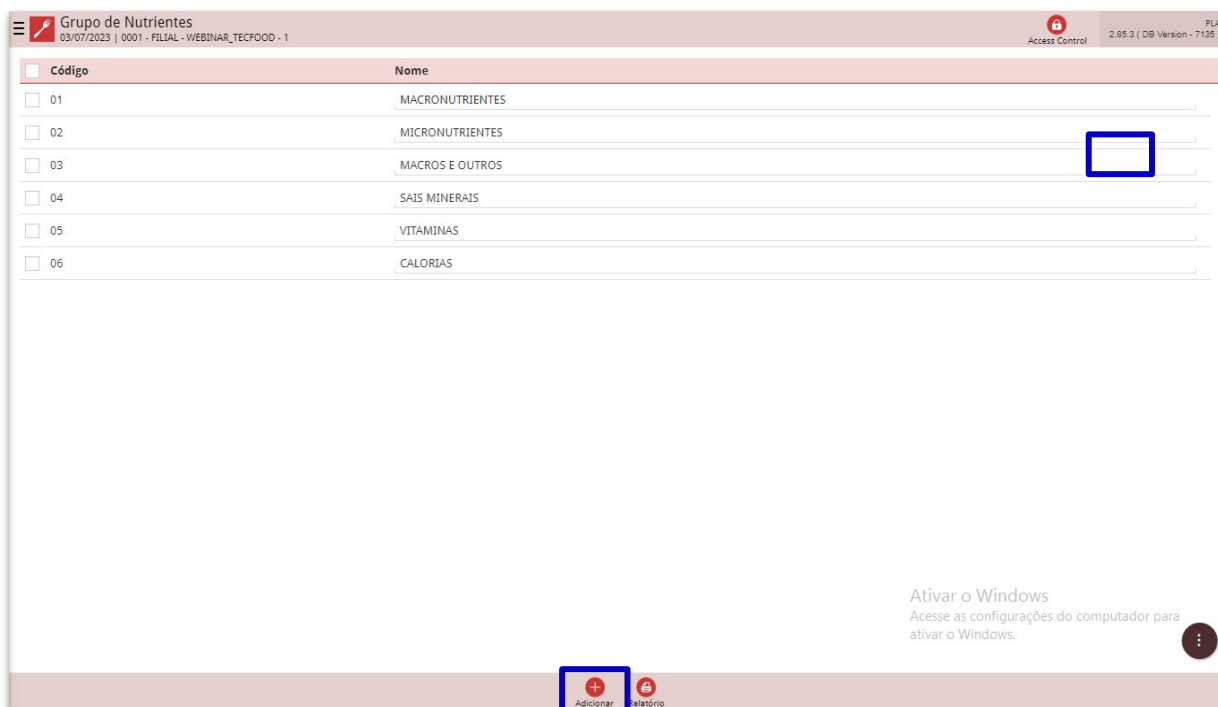 Grupo de Nutrientes
03/07/2023 | 0001 - FILIAL - WEBINAR_TECFOOD - 1
Access Control
PLA
2.85.3 ( DB Version - 7135
Código Nome
01 MACRONUTRIENTES
02 MICRONUTRIENTES
03 MACROS E OUTROS
04 SAIS MINERAIS
05 VITAMINAS
06 CALORIAS
Ativar o Windows
Acesse as configurações do computador para
ativar o Windows.
Adicionar Relatório